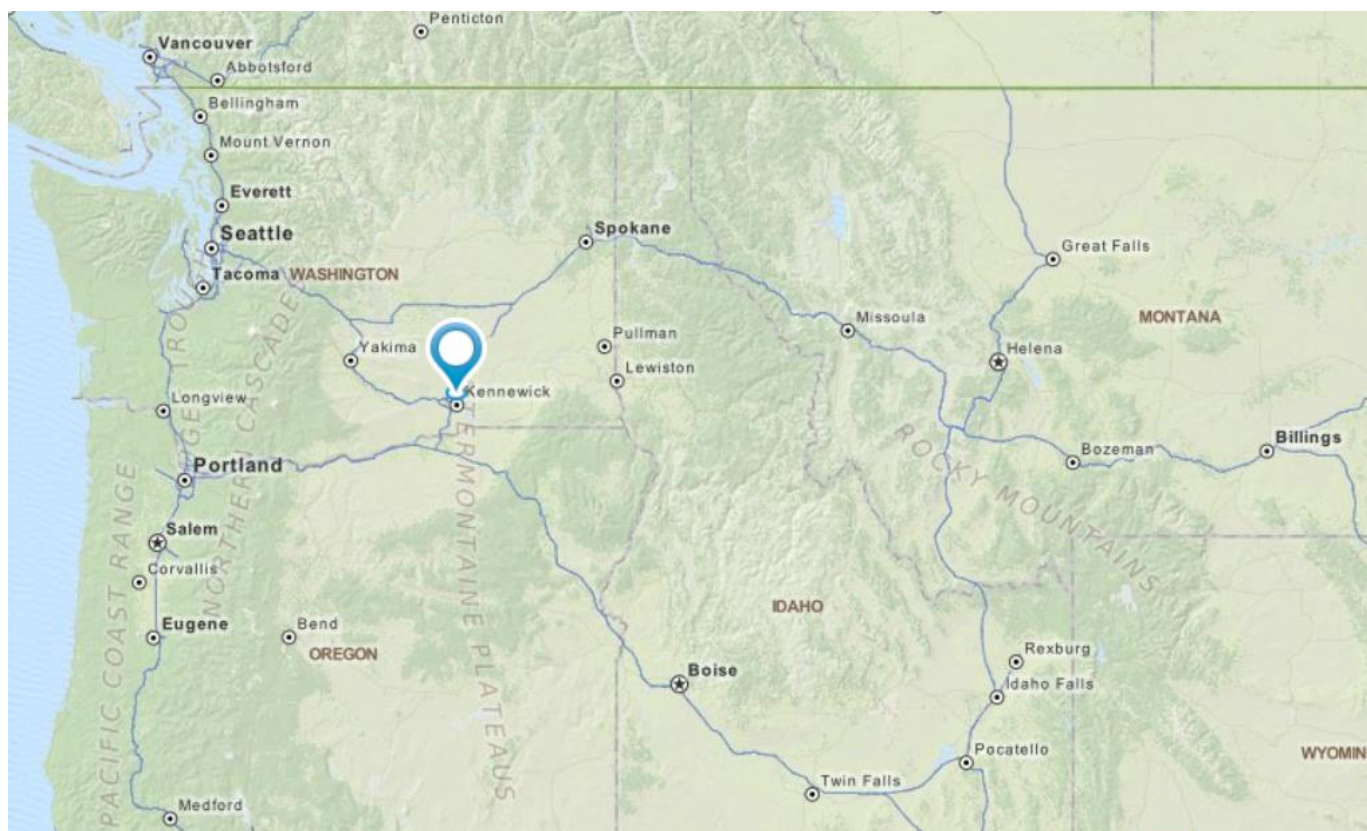 Penticton
Vancouver
Abbotsford
Bellingham
Mount Vernon
Everett
Seattle
Spokane
Great Falls
Tacoma
WASHINGTON
MONTANA
Missoula
Pullman
Yakima
Helena
Lewiston
Kennewick
Longview
NORTHERN CASCADES
ROCKY MOUNTAINS
Billings
Bozeman
Portland
PACIFIC COAST RANGE
TERMONTAINE PLATEAUS
Salem
Corvallis
IDAHO
Eugene
Bend
OREGON
Rexburg
Boise
Idaho Falls
Pocatello
WYOMIN
Twin Falls
Medford